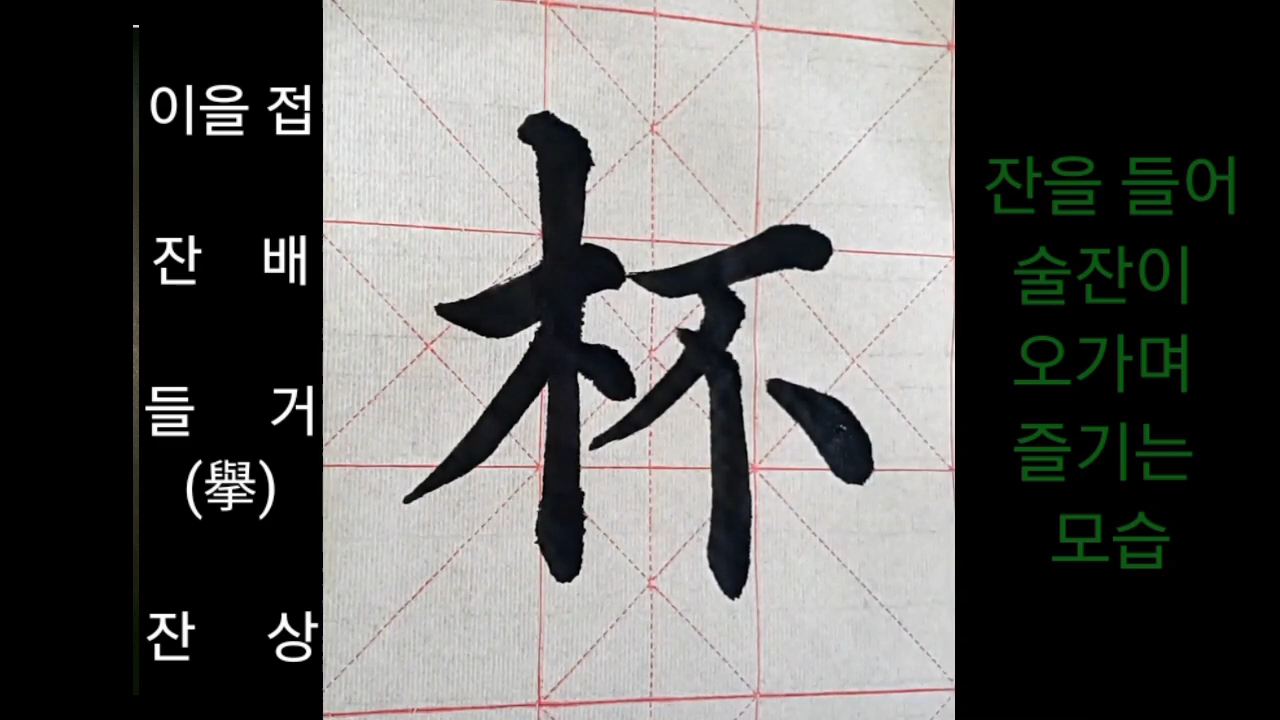 이을 접
잔 배
들 거
(擧)
잔 상
杯
잔을 들어
술잔이
오가며
즐기는
모습